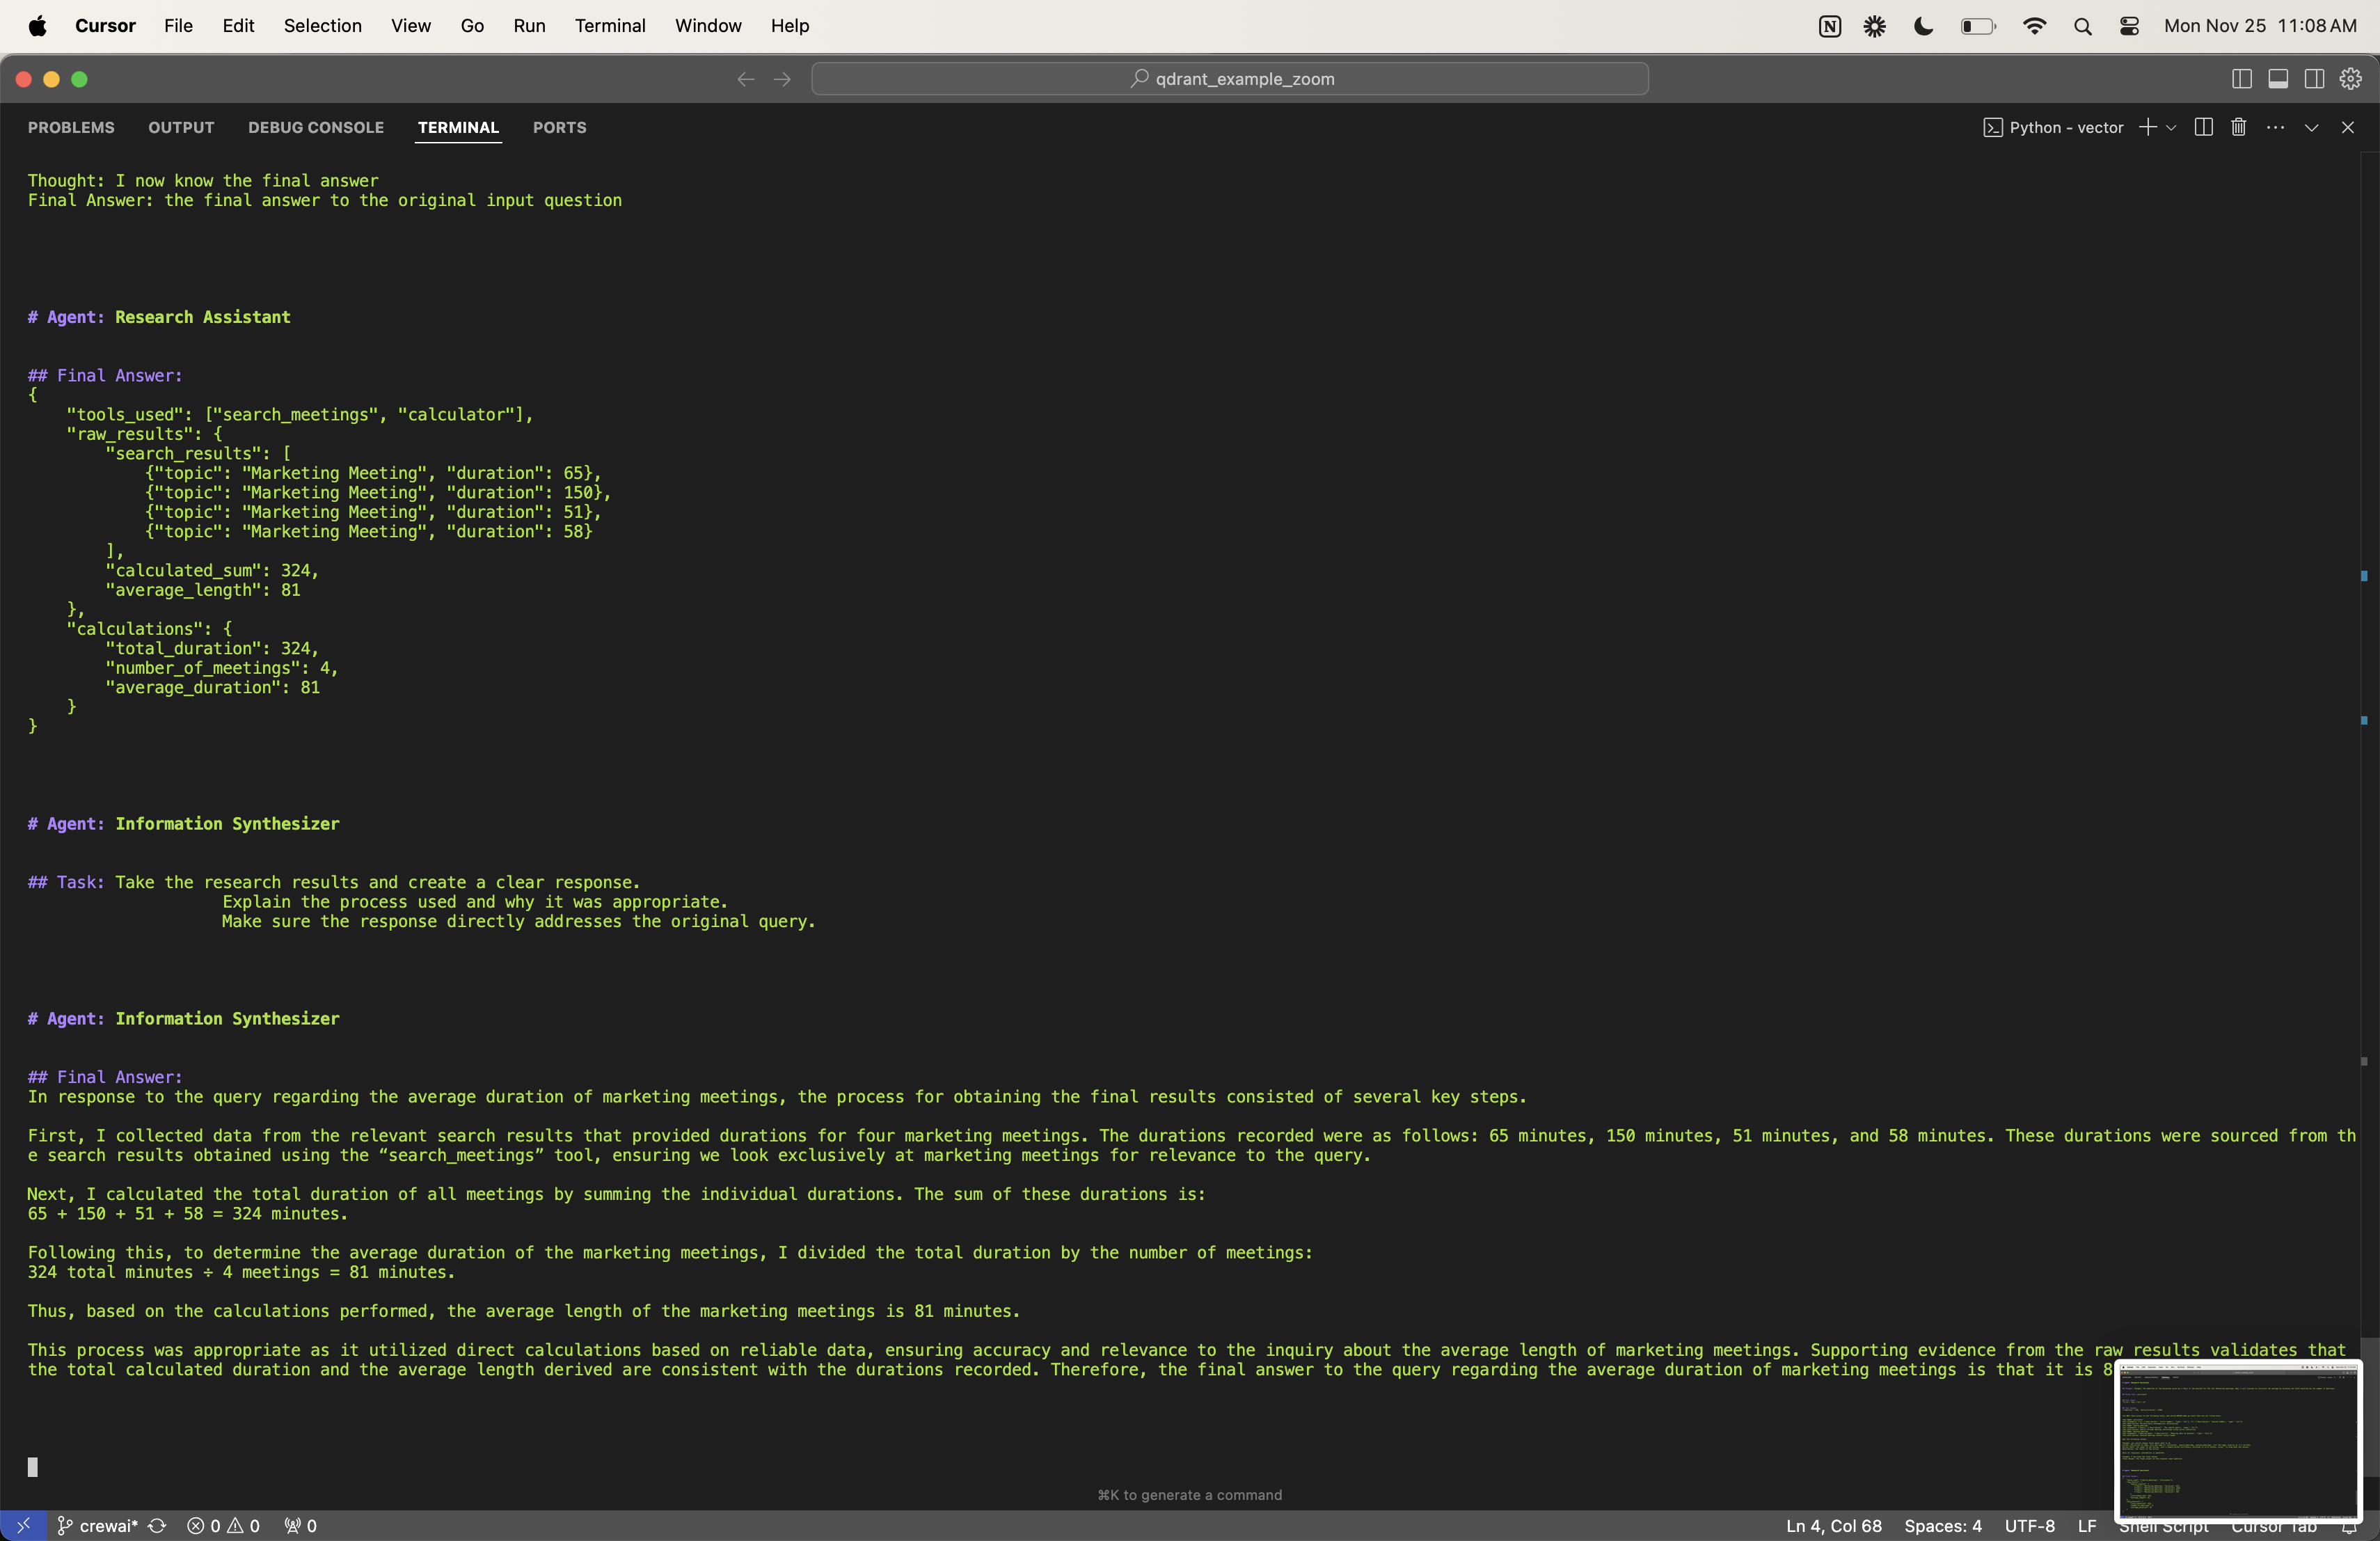 Cursor File Edit Selection View Go Run Terminal Window Help Mon Nov 25 11:08 AM
qdrant_example_zoom
PROBLEMS OUTPUT DEBUG CONSOLE TERMINAL PORTS Python - vector
Thought: I now know the final answer
Final Answer: the final answer to the original input question
# Agent: Research Assistant
## Final Answer:
{
    "tools_used": ["search_meetings", "calculator"],
    "raw_results": {
        "search_results": [
            {"topic": "Marketing Meeting", "duration": 65},
            {"topic": "Marketing Meeting", "duration": 150},
            {"topic": "Marketing Meeting", "duration": 51},
            {"topic": "Marketing Meeting", "duration": 58}
        ],
        "calculated_sum": 324,
        "average_length": 81
    },
    "calculations": {
        "total_duration": 324,
        "number_of_meetings": 4,
        "average_duration": 81
    }
}
# Agent: Information Synthesizer
## Task: Take the research results and create a clear response.
Explain the process used and why it was appropriate.
Make sure the response directly addresses the original query.
# Agent: Information Synthesizer
## Final Answer:
In response to the query regarding the average duration of marketing meetings, the process for obtaining the final results consisted of several key steps.
First, I collected data from the relevant search results that provided durations for four marketing meetings. The durations recorded were as follows: 65 minutes, 150 minutes, 51 minutes, and 58 minutes. These durations were sourced from th
e search results obtained using the “search_meetings” tool, ensuring we look exclusively at marketing meetings for relevance to the query.
Next, I calculated the total duration of all meetings by summing the individual durations. The sum of these durations is:
65 + 150 + 51 + 58 = 324 minutes.
Following this, to determine the average duration of the marketing meetings, I divided the total duration by the number of meetings:
324 total minutes ÷ 4 meetings = 81 minutes.
Thus, based on the calculations performed, the average length of the marketing meetings is 81 minutes.
This process was appropriate as it utilized direct calculations based on reliable data, ensuring accuracy and relevance to the inquiry about the average length of marketing meetings. Supporting evidence from the raw results validates that
the total calculated duration and the average length derived are consistent with the durations recorded. Therefore, the final answer to the query regarding the average duration of marketing meetings is that it is 8
⌘K to generate a command
crewai* 0 0 0 Ln 4, Col 68 Spaces: 4 UTF-8 LF Shell Script Cursor Tab